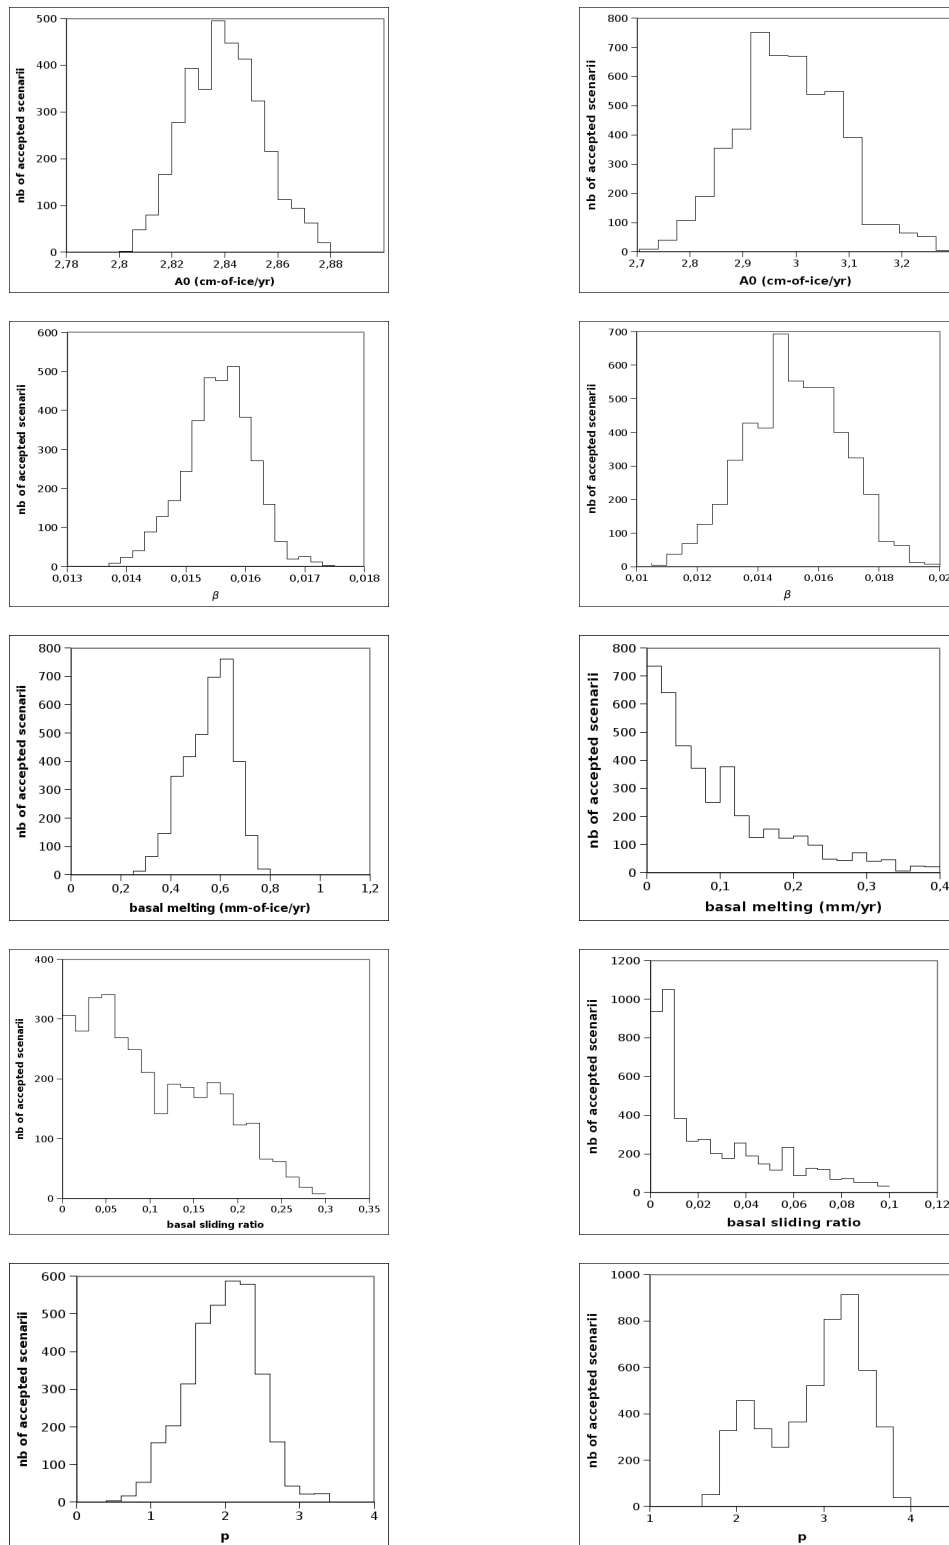 500
400
300
200
100
0
2,78 2,8 2,82 2,84 2,86 2,88
A0 (cm-of-ice/yr)
nb of accepted scenarii
800
700
600
500
400
300
200
100
0
2,7 2,8 2,9 3 3,1 3,2
A0 (cm-of-ice/yr)
nb of accepted scenarii
600
500
400
300
200
100
0
0,013 0,014 0,015 0,016 0,017 0,018
β
nb of accepted scenarii
700
600
500
400
300
200
100
0
0,01 0,012 0,014 0,016 0,018 0,02
β
nb of accepted scenarii
800
700
600
500
400
300
200
100
0
0 0,2 0,4 0,6 0,8 1 1,2
basal melting (mm-of-ice/yr)
nb of accepted scenarii
800
700
600
500
400
300
200
100
0
0 0,1 0,2 0,3 0,4
basal melting (mm/yr)
nb of accepted scenarii
400
300
200
100
0
0 0,05 0,1 0,15 0,2 0,25 0,3 0,35
basal sliding ratio
nb of accepted scenarii
1200
1000
800
600
400
200
0
0 0,02 0,04 0,06 0,08 0,1 0,12
basal sliding ratio
nb of accepted scenarii
600
500
400
300
200
100
0
0 1 2 3 4
p
nb of accepted scenarii
1000
800
600
400
200
0
1 2 3 4
p
nb of accepted scenarii